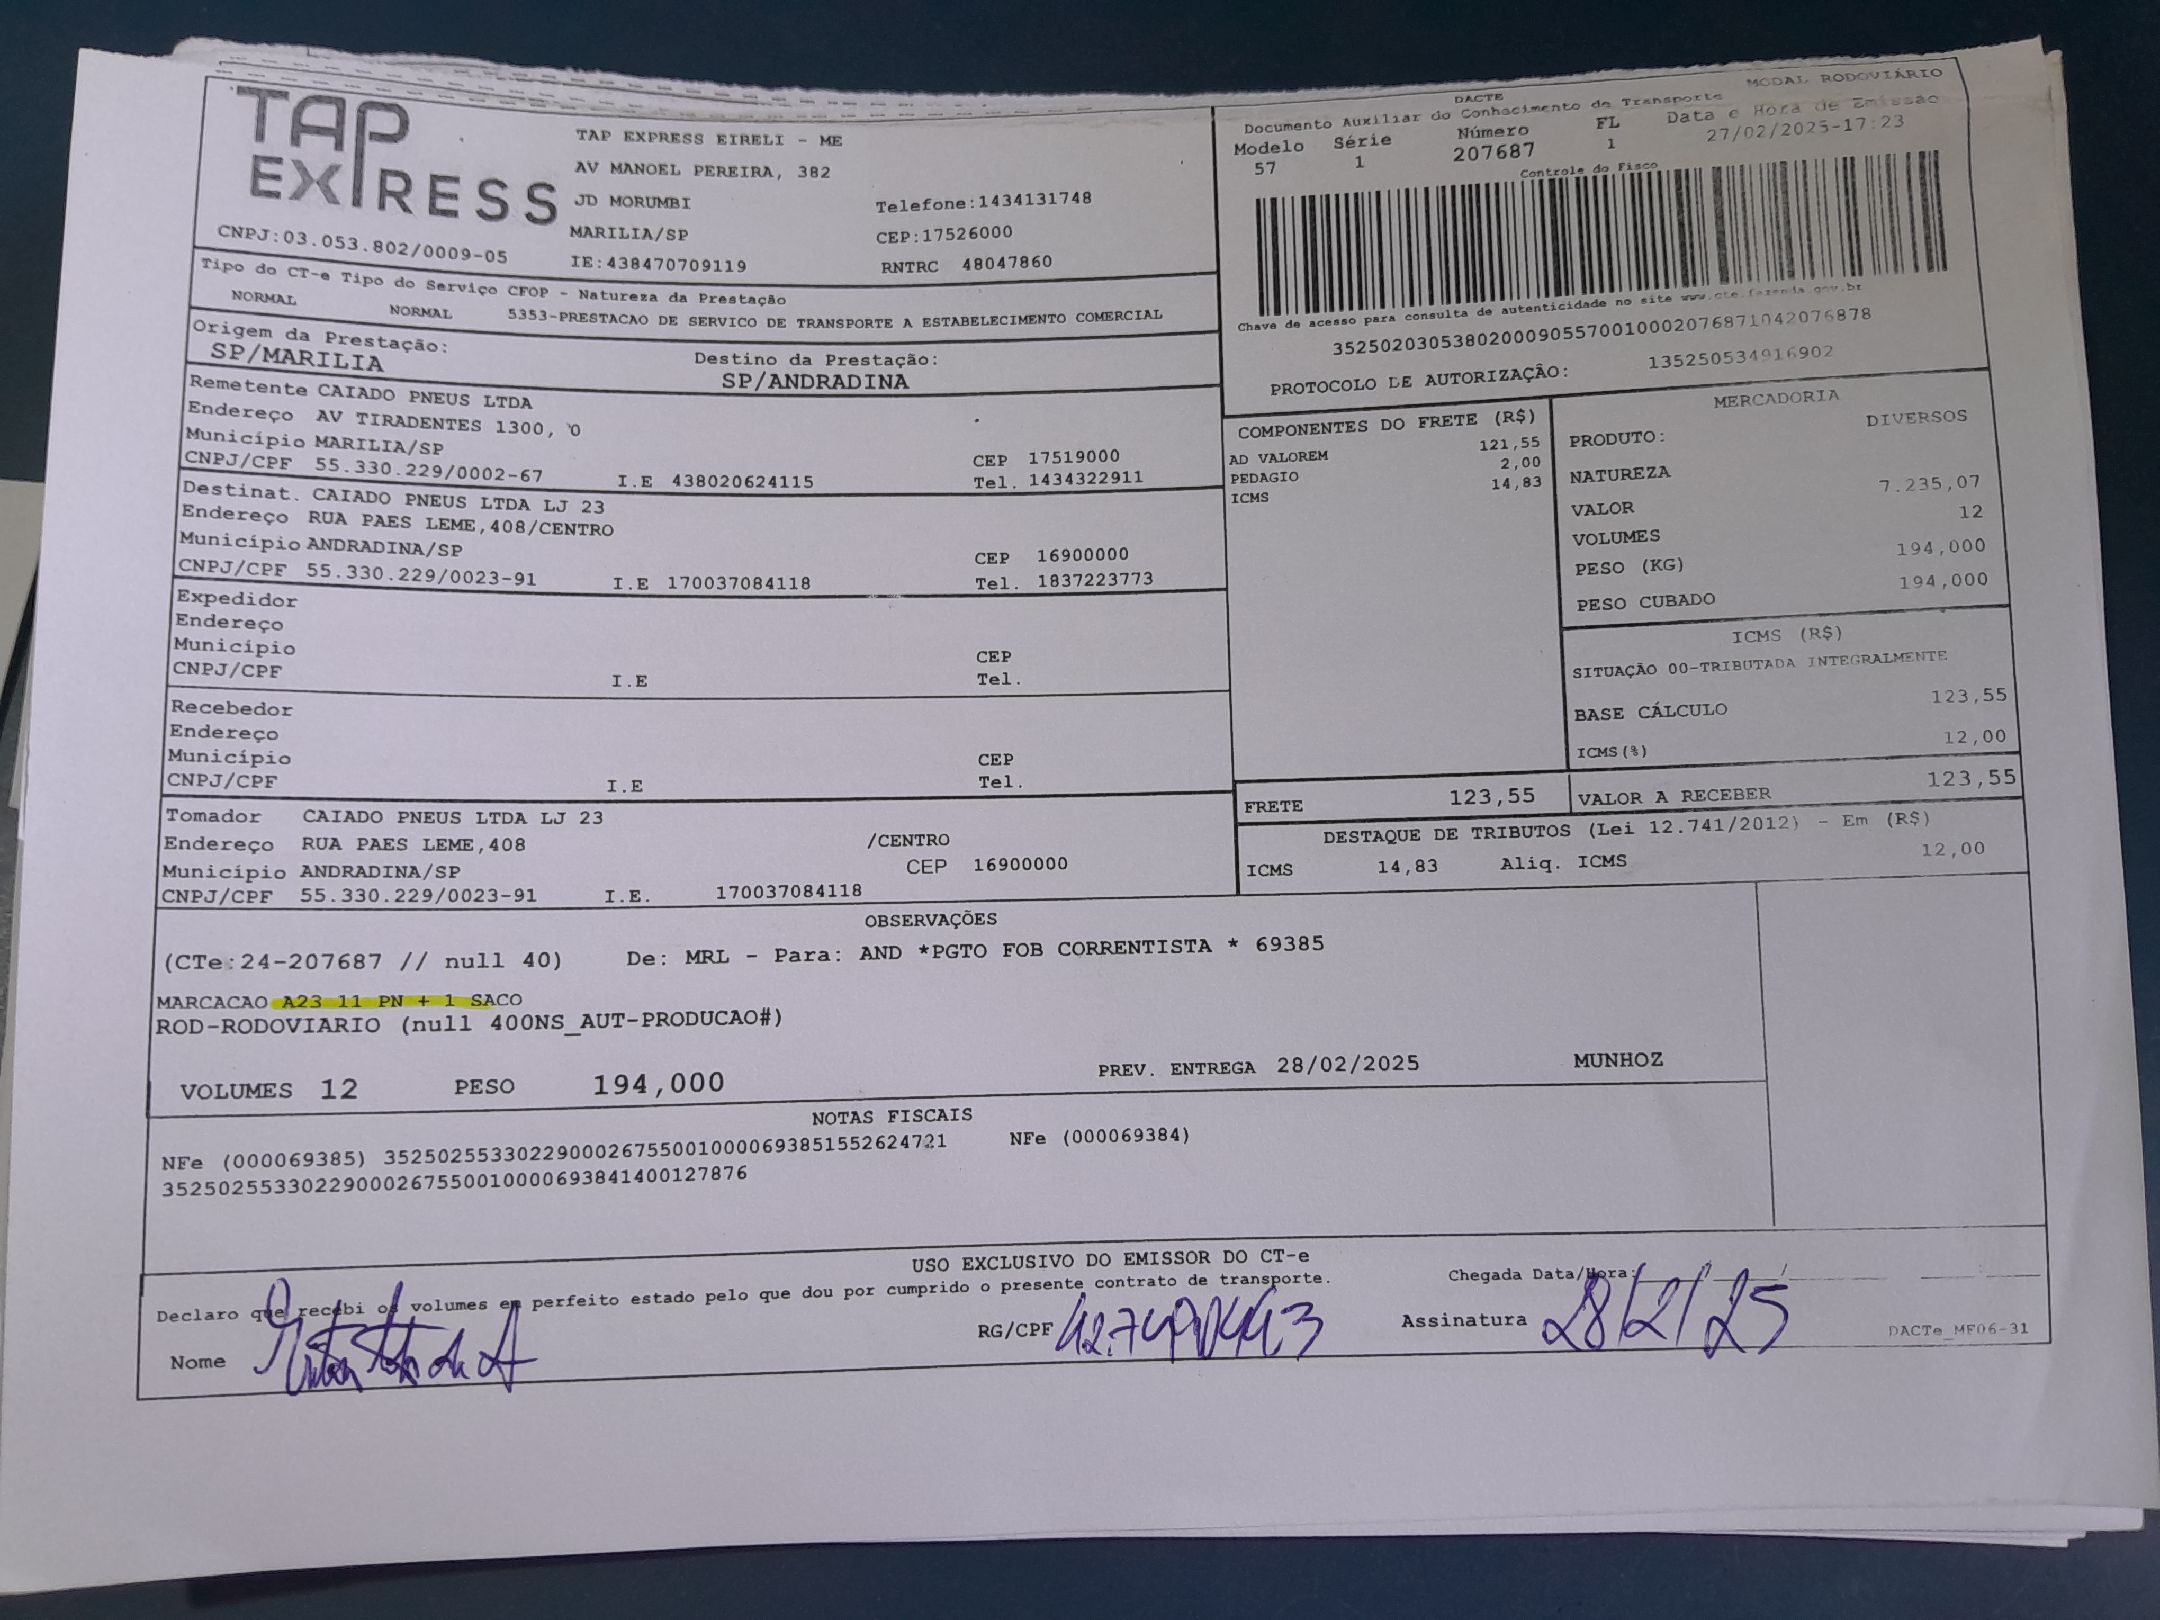 TAP EXPRESS
TAP EXPRESS EIRELI - ME
AV MANOEL PEREIRA, 382
JD MORUMBI Telefone:1434131748
MARILIA/SP CEP:17526000
CNPJ:03.053.802/0009-05 IE:438470709119 RNTRC 48047860
MODAL RODOVIÁRIO
DACTE
Documento Auxiliar do Conhecimento de Transporte
Modelo Série Número FL Data e Hora de Emissão
57 1 207687 1 27/02/2025-17:23
Controle do Fisco
Chave de acesso para consulta de autenticidade no site www.cte.fazenda.gov.br
35250203053802000905570010002076871042076878
PROTOCOLO DE AUTORIZAÇÃO: 135250534916902
Tipo do CT-e Tipo do Serviço CFOP - Natureza da Prestação
NORMAL NORMAL 5353-PRESTACAO DE SERVICO DE TRANSPORTE A ESTABELECIMENTO COMERCIAL
Origem da Prestação: Destino da Prestação:
SP/MARILIA SP/ANDRADINA
Remetente CAIADO PNEUS LTDA
Endereço AV TIRADENTES 1300, 0
Município MARILIA/SP CEP 17519000
CNPJ/CPF 55.330.229/0002-67 I.E 438020624115 Tel. 1434322911
Destinat. CAIADO PNEUS LTDA LJ 23
Endereço RUA PAES LEME,408/CENTRO
Município ANDRADINA/SP CEP 16900000
CNPJ/CPF 55.330.229/0023-91 I.E 170037084118 Tel. 1837223773
Expedidor
Endereço
Município CEP
CNPJ/CPF I.E Tel.
Recebedor
Endereço
Município CEP
CNPJ/CPF I.E Tel.
Tomador CAIADO PNEUS LTDA LJ 23
Endereço RUA PAES LEME,408 /CENTRO
Município ANDRADINA/SP CEP 16900000
CNPJ/CPF 55.330.229/0023-91 I.E. 170037084118
COMPONENTES DO FRETE (R$)
AD VALOREM 121,55
PEDAGIO 2,00
ICMS 14,83
MERCADORIA
PRODUTO: DIVERSOS
NATUREZA
VALOR 7.235,07
VOLUMES 12
PESO (KG) 194,000
PESO CUBADO 194,000
ICMS (R$)
SITUAÇÃO 00-TRIBUTADA INTEGRALMENTE
BASE CÁLCULO 123,55
ICMS(%) 12,00
FRETE 123,55 VALOR A RECEBER 123,55
DESTAQUE DE TRIBUTOS (Lei 12.741/2012) - Em (R$)
ICMS 14,83 Aliq. ICMS 12,00
OBSERVAÇÕES
(CTe:24-207687 // null 40) De: MRL - Para: AND *PGTO FOB CORRENTISTA * 69385
MARCACAO A23 11 PN + 1 SACO
ROD-RODOVIARIO (null 400NS_AUT-PRODUCAO#)
VOLUMES 12 PESO 194,000 PREV. ENTREGA 28/02/2025 MUNHOZ
NOTAS FISCAIS
NFe (000069385) 35250255330229000267550010000693851552624721 NFe (000069384)
35250255330229000267550010000693841400127876
USO EXCLUSIVO DO EMISSOR DO CT-e
Declaro que recebi os volumes em perfeito estado pelo que dou por cumprido o presente contrato de transporte. Chegada Data/Hora:
Nome RG/CPF Assinatura 28/2/25 DACTe_MF06-31